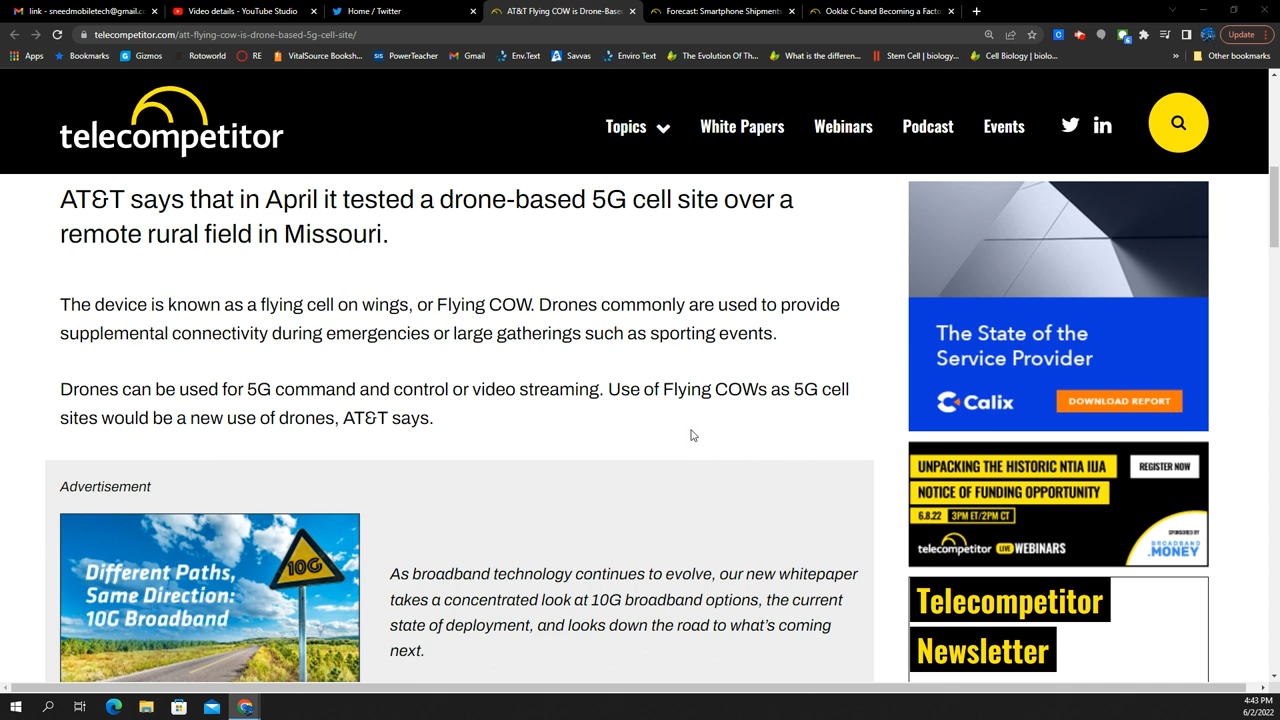 link - sneedmobiletech@gmail.c
Video details - YouTube Studio
Home / Twitter
AT&T Flying COW is Drone-Base
Forecast: Smartphone Shipments
Ookla: C-band Becoming a Facto
telecompetitor.com/att-flying-cow-is-drone-based-5g-cell-site/
Update
Apps
Bookmarks
Gizmos
Rotoworld
RE
VitalSource Booksh...
PowerTeacher
Gmail
Env.Text
Savvas
Enviro Text
The Evolution Of Th...
What is the differen...
Stem Cell | biology...
Cell Biology | biolo...
»
Other bookmarks
telecompetitor
Topics
White Papers
Webinars
Podcast
Events
AT&T says that in April it tested a drone-based 5G cell site over a
remote rural field in Missouri.
The device is known as a flying cell on wings, or Flying COW. Drones commonly are used to provide
supplemental connectivity during emergencies or large gatherings such as sporting events.
Drones can be used for 5G command and control or video streaming. Use of Flying COWs as 5G cell
sites would be a new use of drones, AT&T says.
Advertisement
Different Paths,
Same Direction:
10G Broadband
10G
As broadband technology continues to evolve, our new whitepaper
takes a concentrated look at 10G broadband options, the current
state of deployment, and looks down the road to what's coming
next.
The State of the
Service Provider
Calix
DOWNLOAD REPORT
UNPACKING THE HISTORIC NTIA IIJA
NOTICE OF FUNDING OPPORTUNITY
REGISTER NOW
6.8.22
3PM ET/2PM CT
telecompetitor LIVE WEBINARS
SPONSORED BY
BROADBAND
.MONEY
Telecompetitor
Newsletter
4:43 PM
6/2/2022